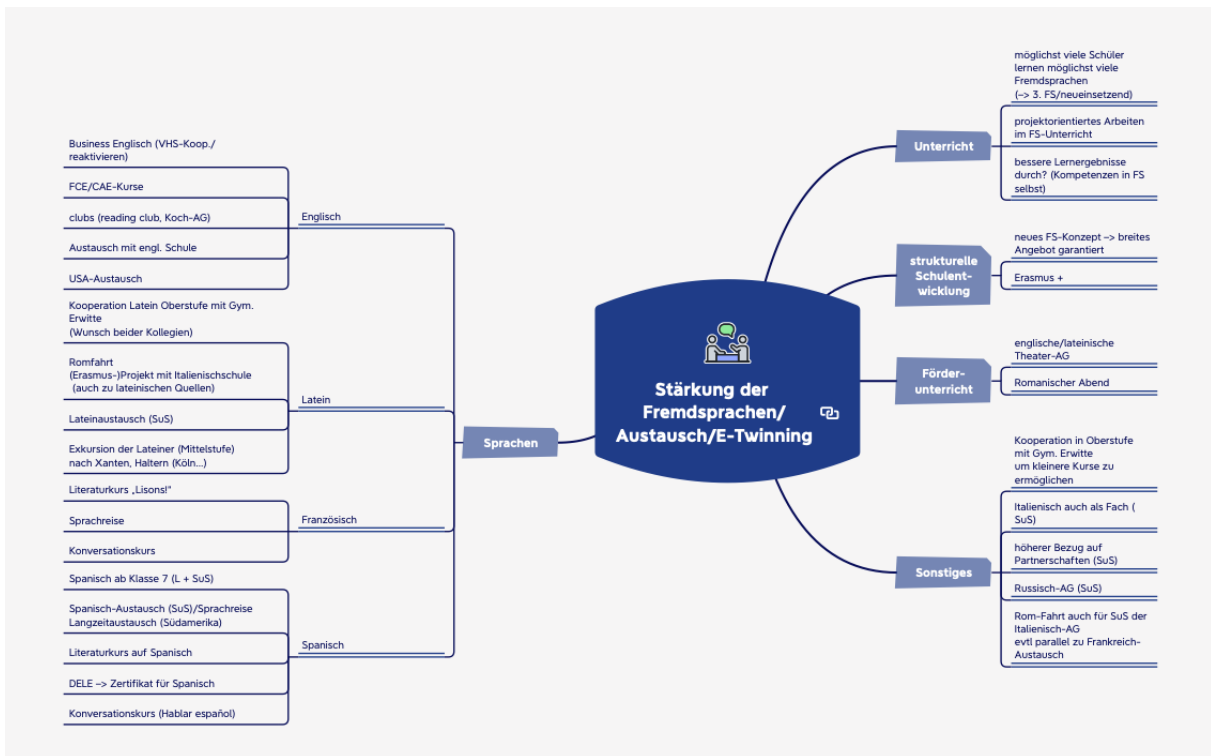 Stärkung der
Fremdsprachen/
Austausch/E-Twinning
Unterricht
möglichst viele Schüler
lernen möglichst viele
Fremdsprachen
(–> 3. FS/neueinsetzend)
projektorientiertes Arbeiten
im FS-Unterricht
bessere Lernergebnisse
durch? (Kompetenzen in FS
selbst)
strukturelle
Schulent-
wicklung
neues FS-Konzept –> breites
Angebot garantiert
Erasmus +
Förder-
unterricht
englische/lateinische
Theater-AG
Romanischer Abend
Sonstiges
Kooperation in Oberstufe
mit Gym. Erwitte
um kleinere Kurse zu
ermöglichen
Italienisch auch als Fach (
SuS)
höherer Bezug auf
Partnerschaften (SuS)
Russisch-AG (SuS)
Rom-Fahrt auch für SuS der
Italienisch-AG
evtl parallel zu Frankreich-
Austausch
Sprachen
Englisch
Business Englisch (VHS-Koop./
reaktivieren)
FCE/CAE-Kurse
clubs (reading club, Koch-AG)
Austausch mit engl. Schule
USA-Austausch
Latein
Kooperation Latein Oberstufe mit Gym.
Erwitte
(Wunsch beider Kollegien)
Romfahrt
(Erasmus-)Projekt mit Italienischschule
(auch zu lateinischen Quellen)
Lateinaustausch (SuS)
Exkursion der Lateiner (Mittelstufe)
nach Xanten, Haltern (Köln...)
Französisch
Literaturkurs „Lisons!"
Sprachreise
Konversationskurs
Spanisch
Spanisch ab Klasse 7 (L + SuS)
Spanisch-Austausch (SuS)/Sprachreise
Langzeitaustausch (Südamerika)
Literaturkurs auf Spanisch
DELE –> Zertifikat für Spanisch
Konversationskurs (Hablar español)